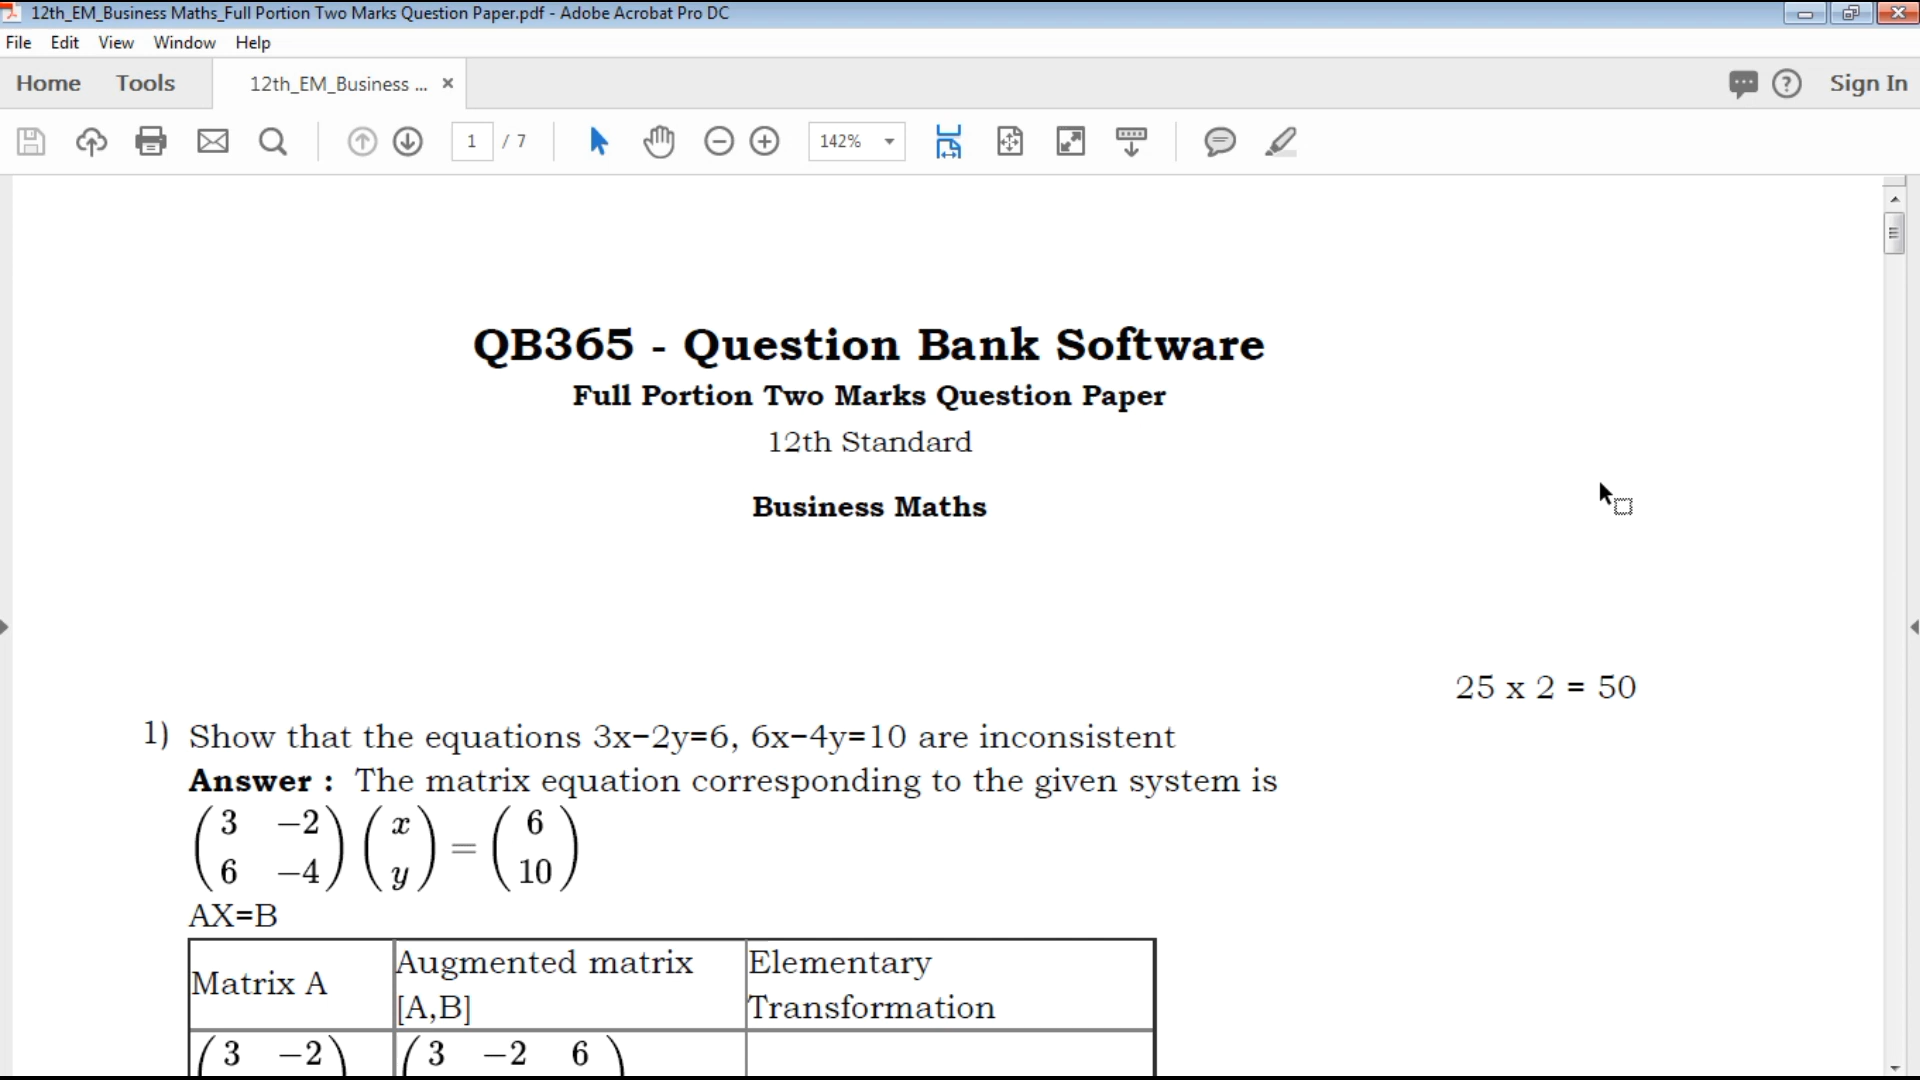 12th_EM_Business Maths_Full Portion Two Marks Question Paper.pdf - Adobe Acrobat Pro DC
File Edit View Window Help
Home Tools 12th_EM_Business ... × Sign In
1 / 7 142%
QB365 - Question Bank Software
Full Portion Two Marks Question Paper
12th Standard
Business Maths
25 x 2 = 50
1) Show that the equations 3x−2y=6, 6x−4y=10 are inconsistent
Answer : The matrix equation corresponding to the given system is
( 3 −2 ) ( x ) = ( 6 )
( 6 −4 ) ( y ) ( 10 )
AX=B
Matrix A Augmented matrix Elementary
[A,B] Transformation
( 3 −2 ) ( 3 −2 6 )